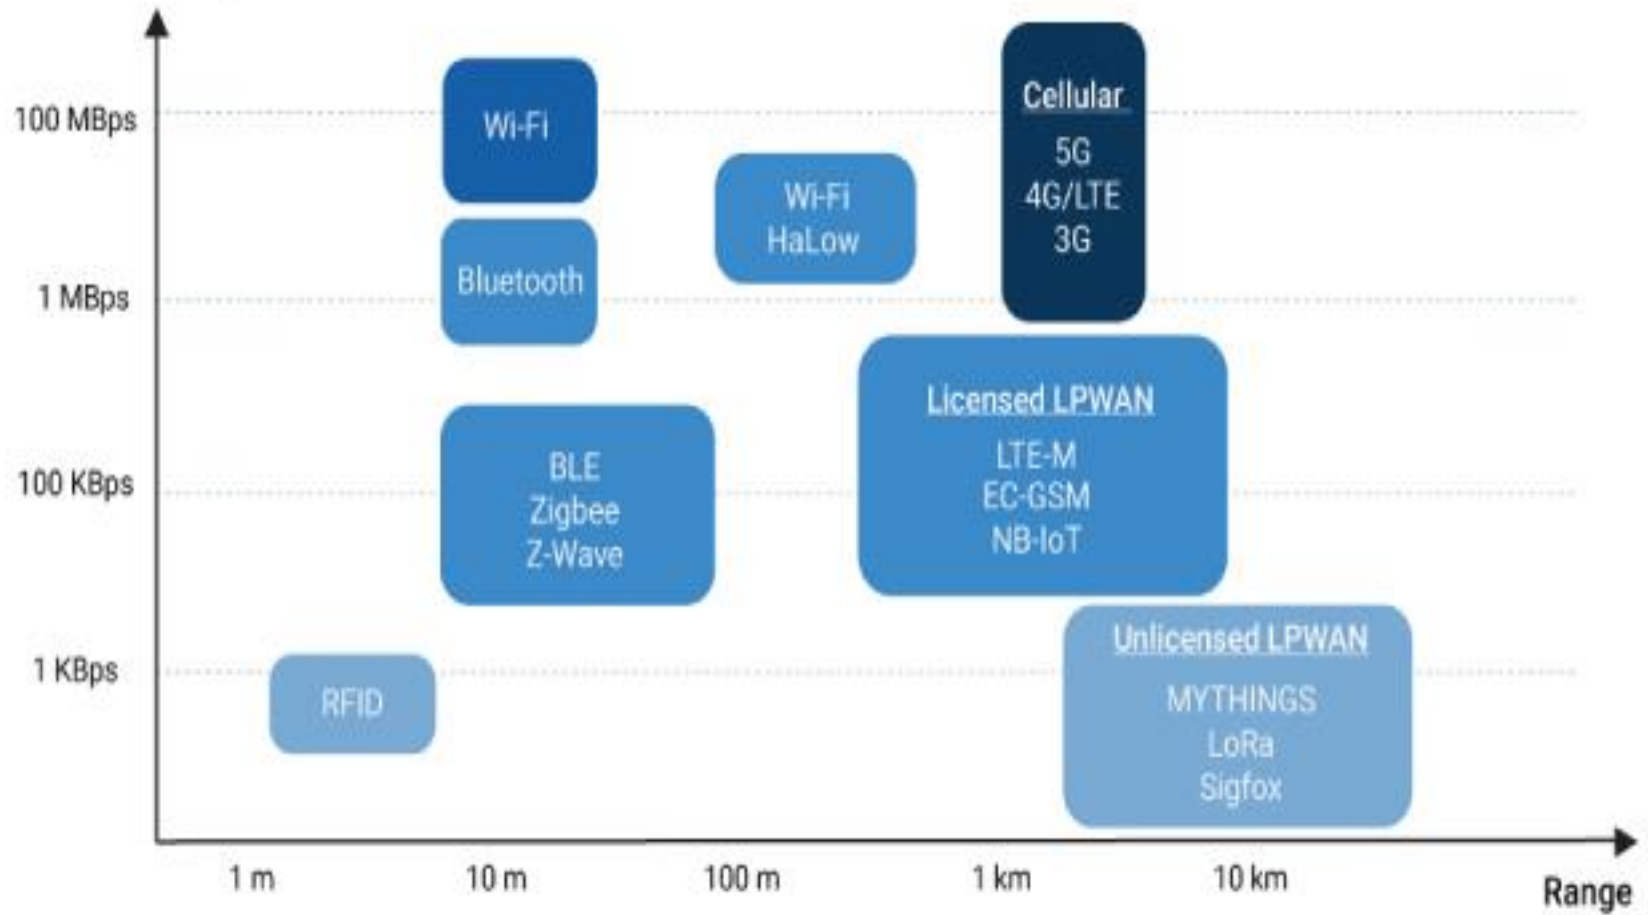 100 MBps
1 MBps
100 KBps
1 KBps
Wi-Fi
Bluetooth
Wi-Fi
HaLow
Cellular
5G
4G/LTE
3G
BLE
Zigbee
Z-Wave
Licensed LPWAN
LTE-M
EC-GSM
NB-IoT
RFID
Unlicensed LPWAN
MYTHINGS
LoRa
Sigfox
1 m
10 m
100 m
1 km
10 km
Range